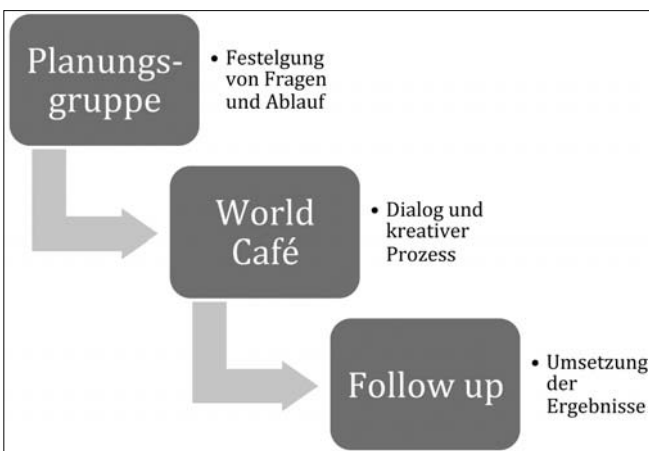 Planungs-
gruppe
• Festelgung
von Fragen
und Ablauf
World
Café
• Dialog und
kreativer
Prozess
Follow up
• Umsetzung
der
Ergebnisse